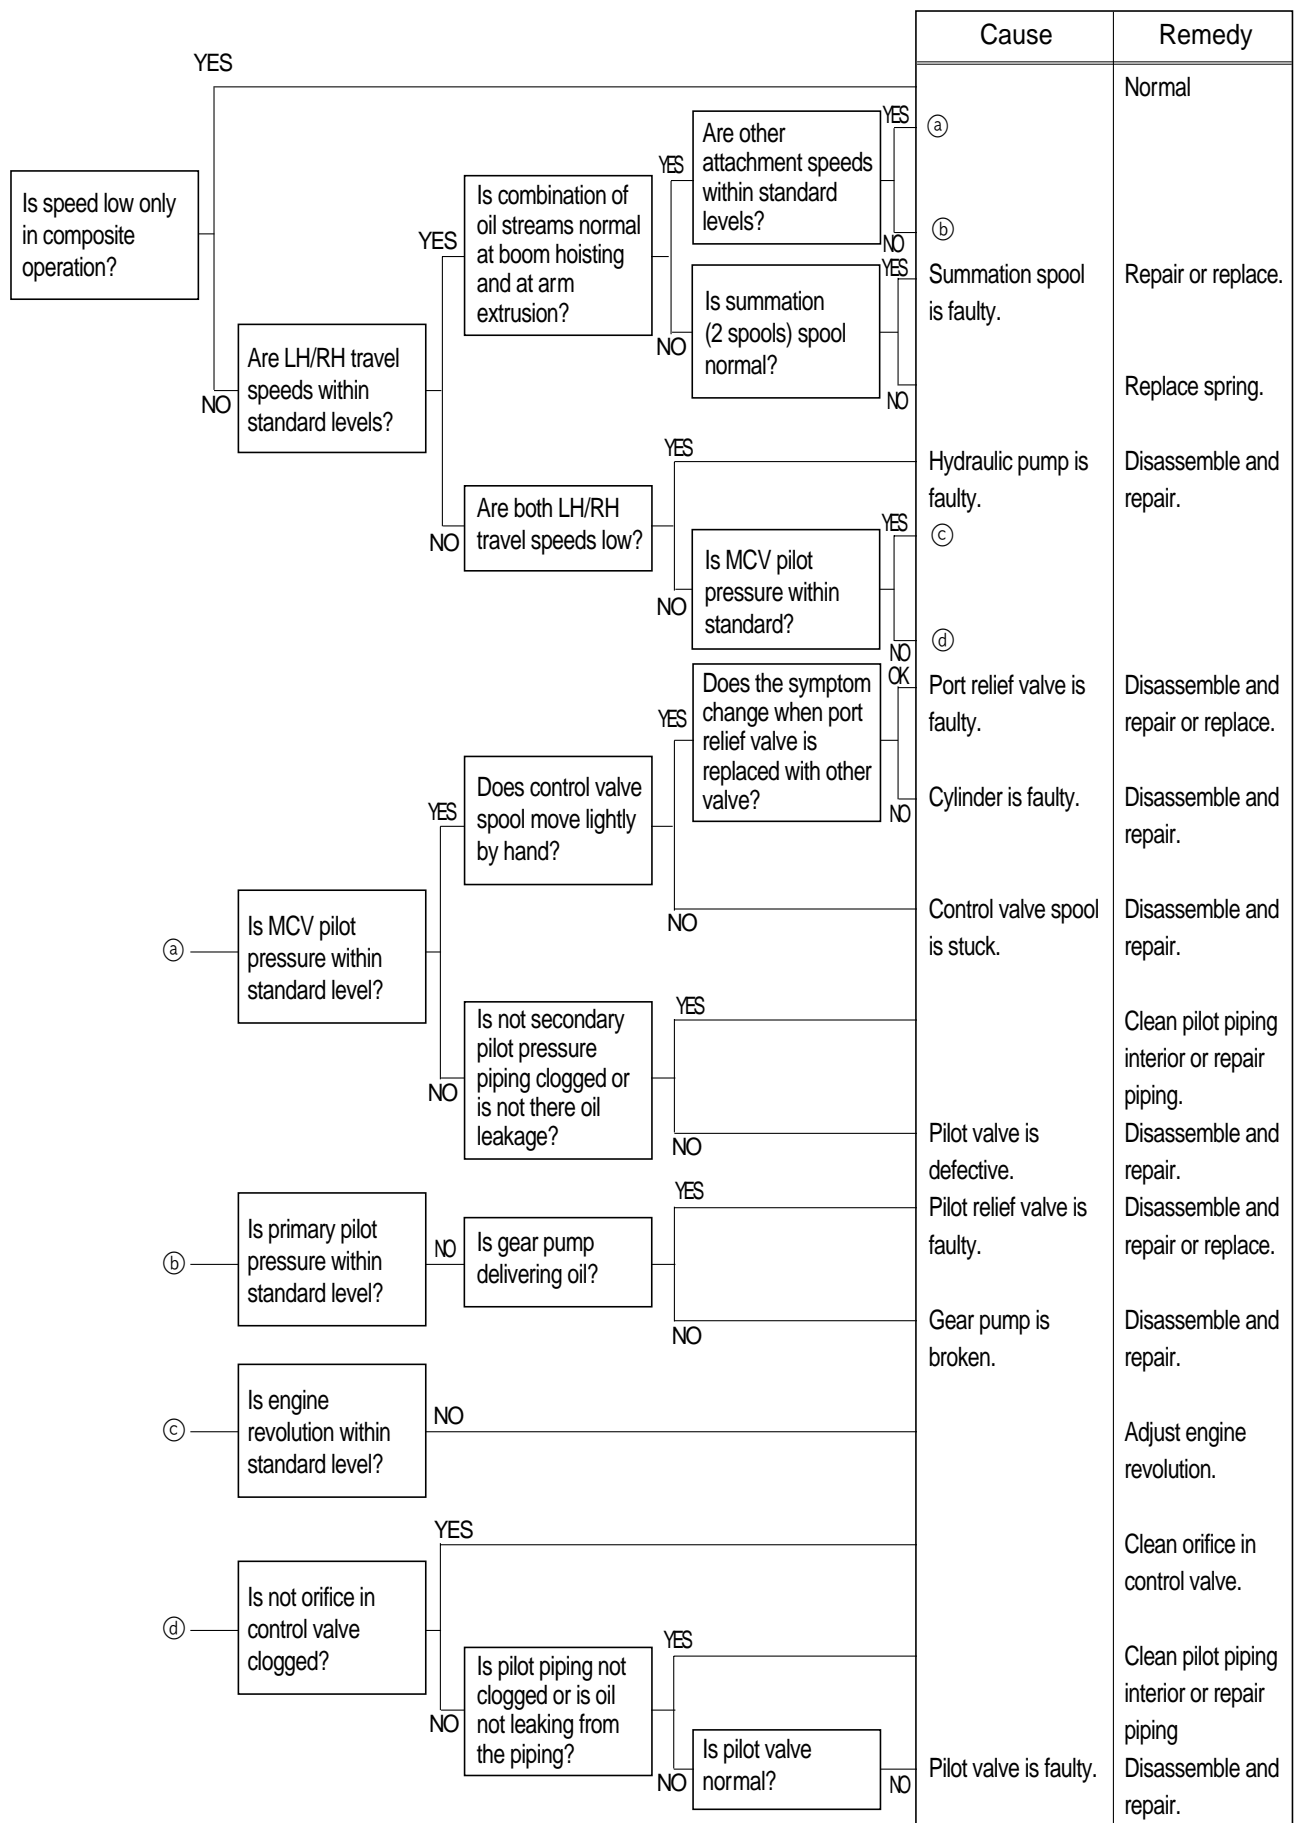 Cause
Remedy
YES
Normal
Is speed low only
in composite
operation?
NO
Are LH/RH travel
speeds within
standard levels?
YES
Is combination of
oil streams normal
at boom hoisting
and at arm
extrusion?
YES
Are other
attachment speeds
within standard
levels?
YES
ⓐ
NO
ⓑ
NO
Is summation
(2 spools) spool
normal?
YES
Summation spool
is faulty.
Repair or replace.
NO
Replace spring.
NO
Are both LH/RH
travel speeds low?
YES
Hydraulic pump is
faulty.
Disassemble and
repair.
NO
Is MCV pilot
pressure within
standard?
YES
ⓒ
NO
ⓓ
ⓐ
Is MCV pilot
pressure within
standard level?
YES
Does control valve
spool move lightly
by hand?
YES
Does the symptom
change when port
relief valve is
replaced with other
valve?
OK
Port relief valve is
faulty.
Disassemble and
repair or replace.
NO
Cylinder is faulty.
Disassemble and
repair.
NO
Control valve spool
is stuck.
Disassemble and
repair.
NO
Is not secondary
pilot pressure
piping clogged or
is not there oil
leakage?
YES
Clean pilot piping
interior or repair
piping.
NO
Pilot valve is
defective.
Disassemble and
repair.
ⓑ
Is primary pilot
pressure within
standard level?
NO
Is gear pump
delivering oil?
YES
Pilot relief valve is
faulty.
Disassemble and
repair or replace.
NO
Gear pump is
broken.
Disassemble and
repair.
ⓒ
Is engine
revolution within
standard level?
NO
Adjust engine
revolution.
ⓓ
Is not orifice in
control valve
clogged?
YES
Clean orifice in
control valve.
NO
Is pilot piping not
clogged or is oil
not leaking from
the piping?
YES
Clean pilot piping
interior or repair
piping
NO
Is pilot valve
normal?
NO
Pilot valve is faulty.
Disassemble and
repair.